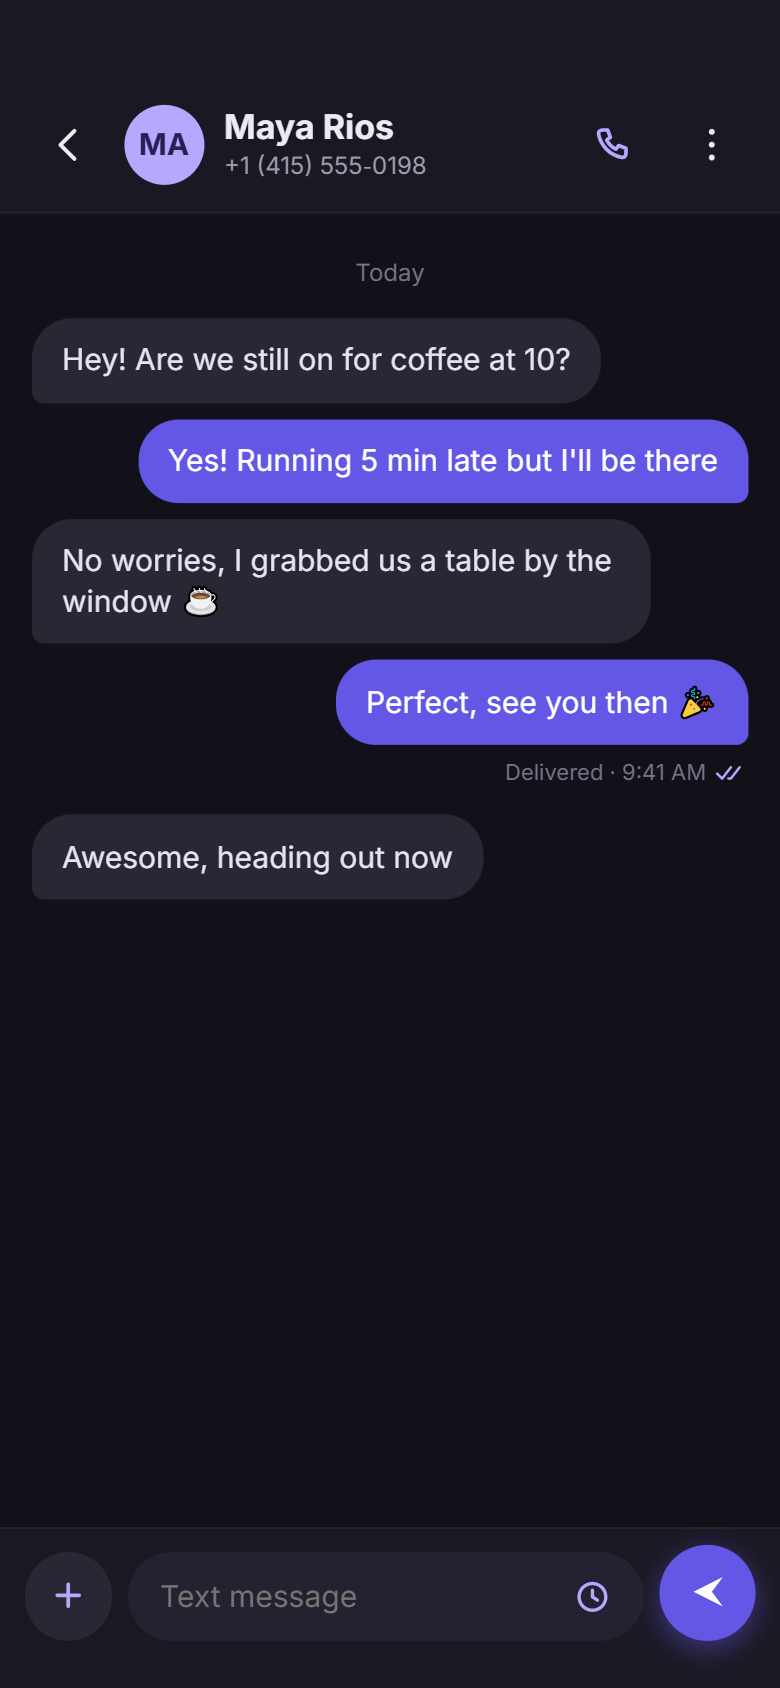 MA
Maya Rios
+1 (415) 555-0198
Today
Hey! Are we still on for coffee at 10?
Yes! Running 5 min late but I'll be there
No worries, I grabbed us a table by the
window ☕
Perfect, see you then 🎉
Delivered · 9:41 AM
Awesome, heading out now
Text message